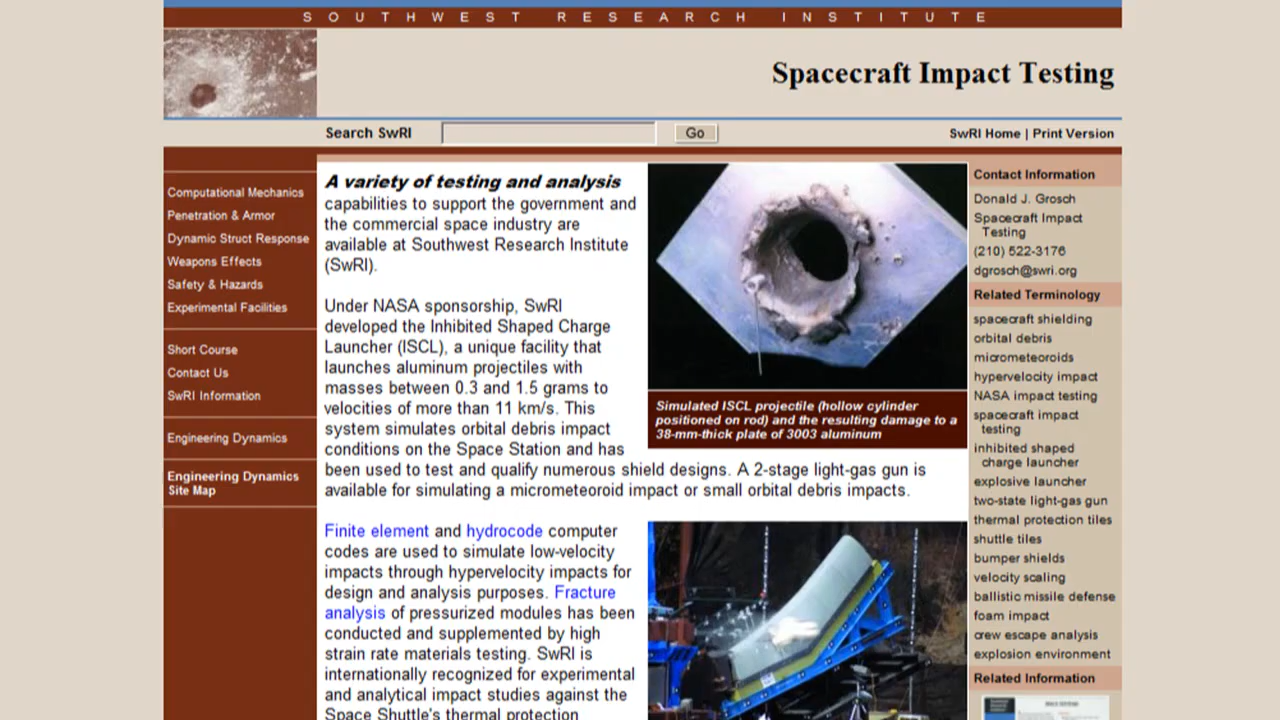 SOUTHWEST RESEARCH INSTITUTE
Spacecraft Impact Testing
Search SwRI
Go
SwRI Home | Print Version
Computational Mechanics
Penetration & Armor
Dynamic Struct Response
Weapons Effects
Safety & Hazards
Experimental Facilities
Short Course
Contact Us
SwRI Information
Engineering Dynamics
Engineering Dynamics
Site Map
A variety of testing and analysis
capabilities to support the government and
the commercial space industry are
available at Southwest Research Institute
(SwRI).
Under NASA sponsorship, SwRI
developed the Inhibited Shaped Charge
Launcher (ISCL), a unique facility that
launches aluminum projectiles with
masses between 0.3 and 1.5 grams to
velocities of more than 11 km/s. This
system simulates orbital debris impact
conditions on the Space Station and has
been used to test and qualify numerous shield designs. A 2-stage light-gas gun is
available for simulating a micrometeoroid impact or small orbital debris impacts.
Simulated ISCL projectile (hollow cylinder
positioned on rod) and the resulting damage to a
38-mm-thick plate of 3003 aluminum
Finite element and hydrocode computer
codes are used to simulate low-velocity
impacts through hypervelocity impacts for
design and analysis purposes. Fracture
analysis of pressurized modules has been
conducted and supplemented by high
strain rate materials testing. SwRI is
internationally recognized for experimental
and analytical impact studies against the
Space Shuttle's thermal protection
Contact Information
Donald J. Grosch
Spacecraft Impact
Testing
(210) 522-3176
dgrosch@swri.org
Related Terminology
spacecraft shielding
orbital debris
micrometeoroids
hypervelocity impact
NASA impact testing
spacecraft impact
testing
inhibited shaped
charge launcher
explosive launcher
two-state light-gas gun
thermal protection tiles
shuttle tiles
bumper shields
velocity scaling
ballistic missile defense
foam impact
crew escape analysis
explosion environment
Related Information